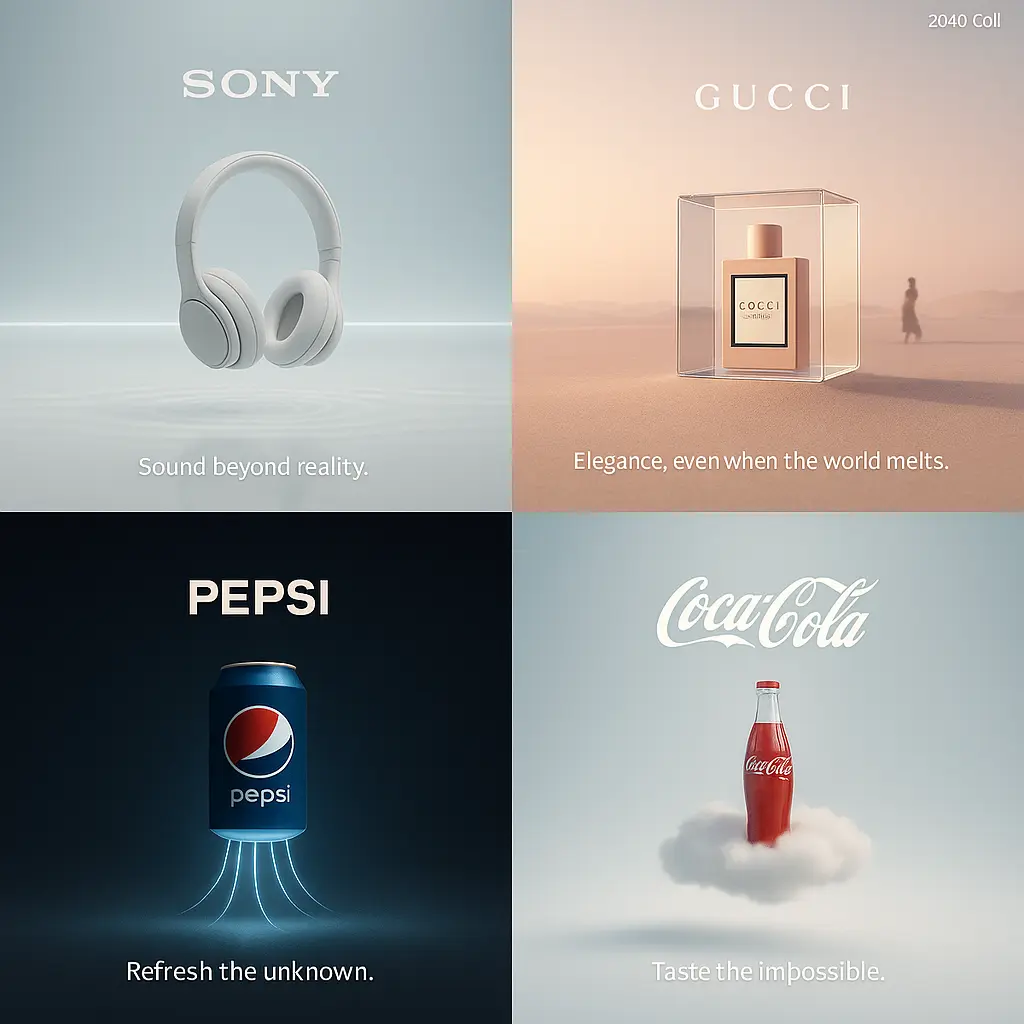 SONY
Sound beyond reality.
2040 Coll
GUCCI
COCCI
Elegance, even when the world melts.
PEPSI
pepsi
Refresh the unknown.
Coca-Cola
Coca-Cola
Taste the impossible.